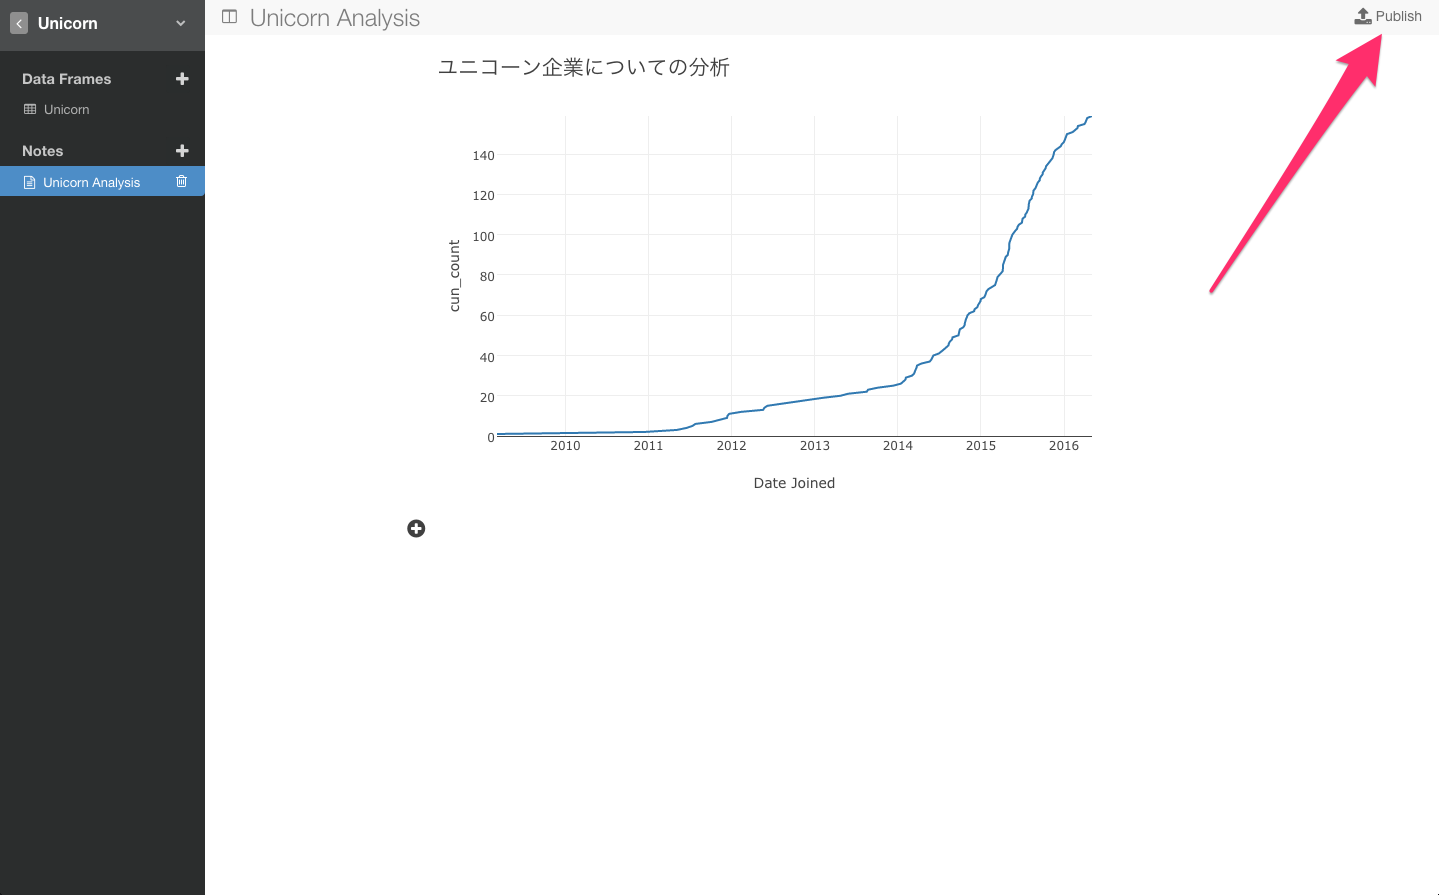 Unicorn
Data Frames
Unicorn
Notes
Unicorn Analysis
Unicorn Analysis
Publish
ユニコーン企業についての分析
140
120
100
80
60
40
20
0
cun_count
2010 2011 2012 2013 2014 2015 2016
Date Joined